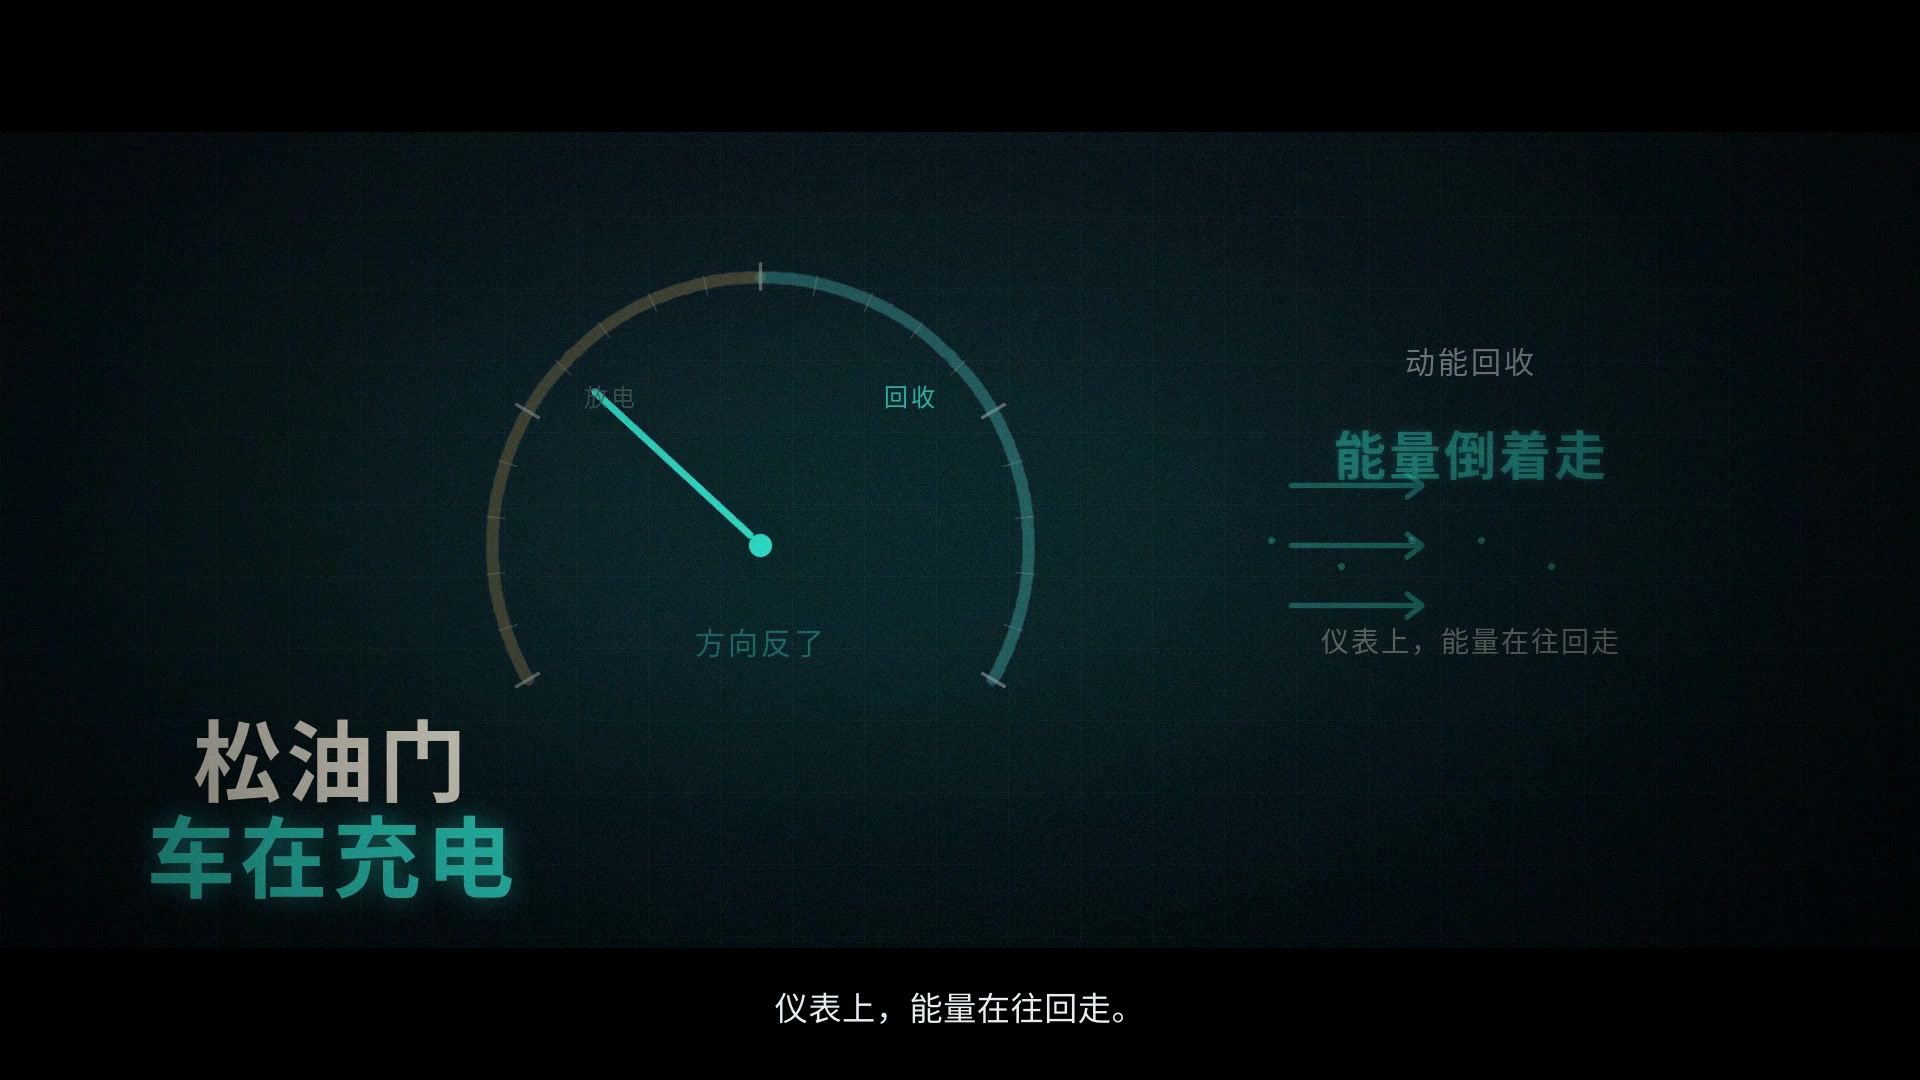 放电
回收
方向反了
动能回收
能量倒着走
仪表上，能量在往回走
松油门
车在充电
仪表上，能量在往回走。